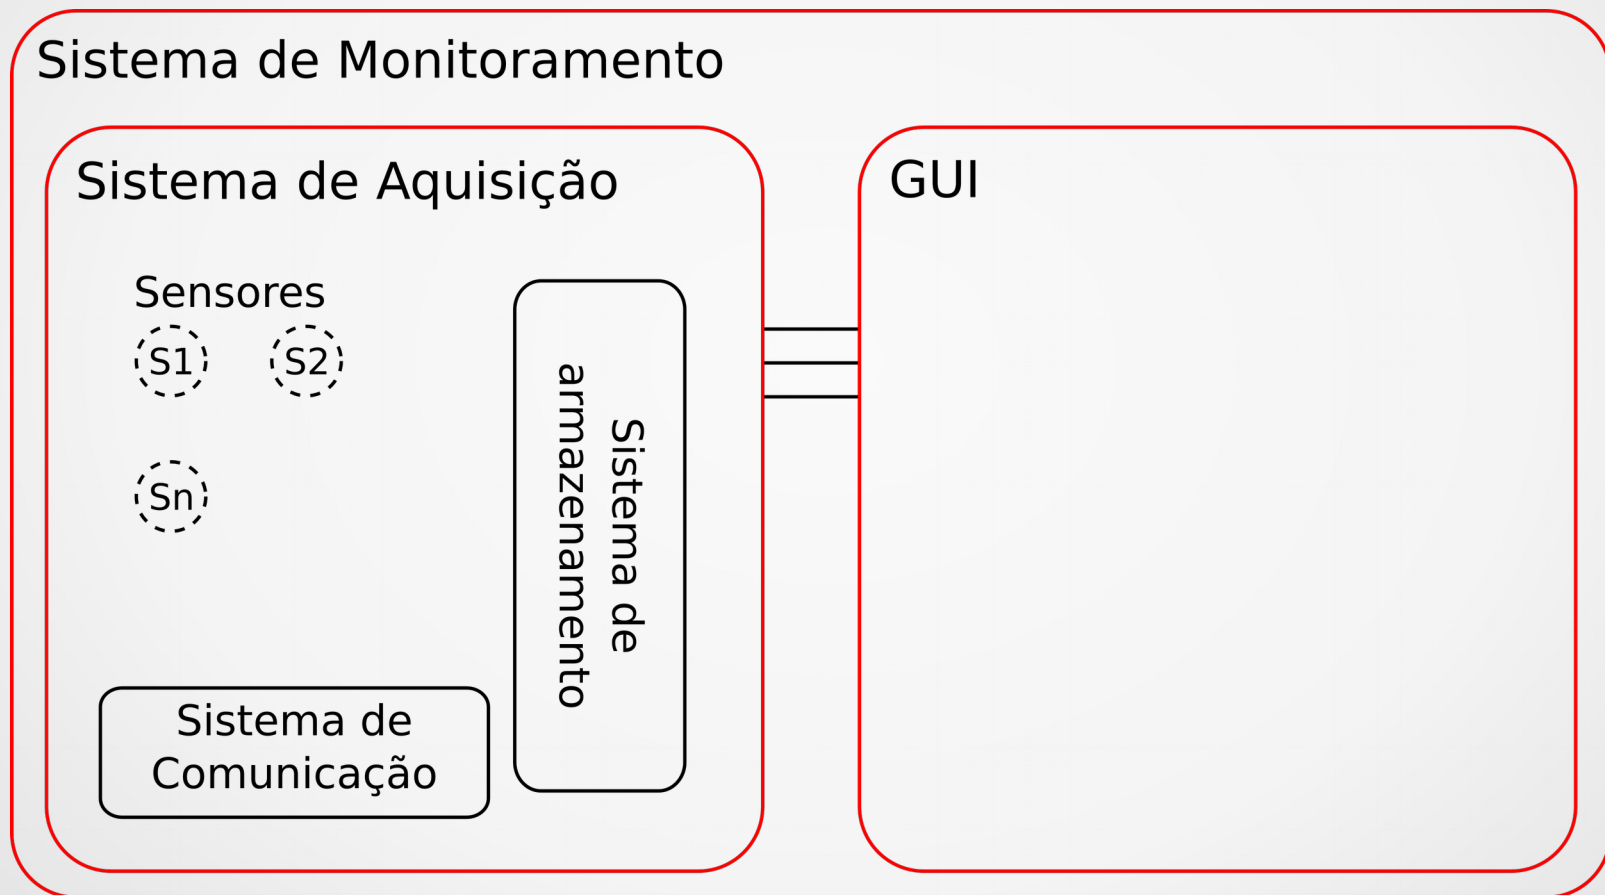 Sistema de Monitoramento
Sistema de Aquisição
Sensores
S1
S2
Sn
Sistema de
armazenamento
Sistema de
Comunicação
GUI